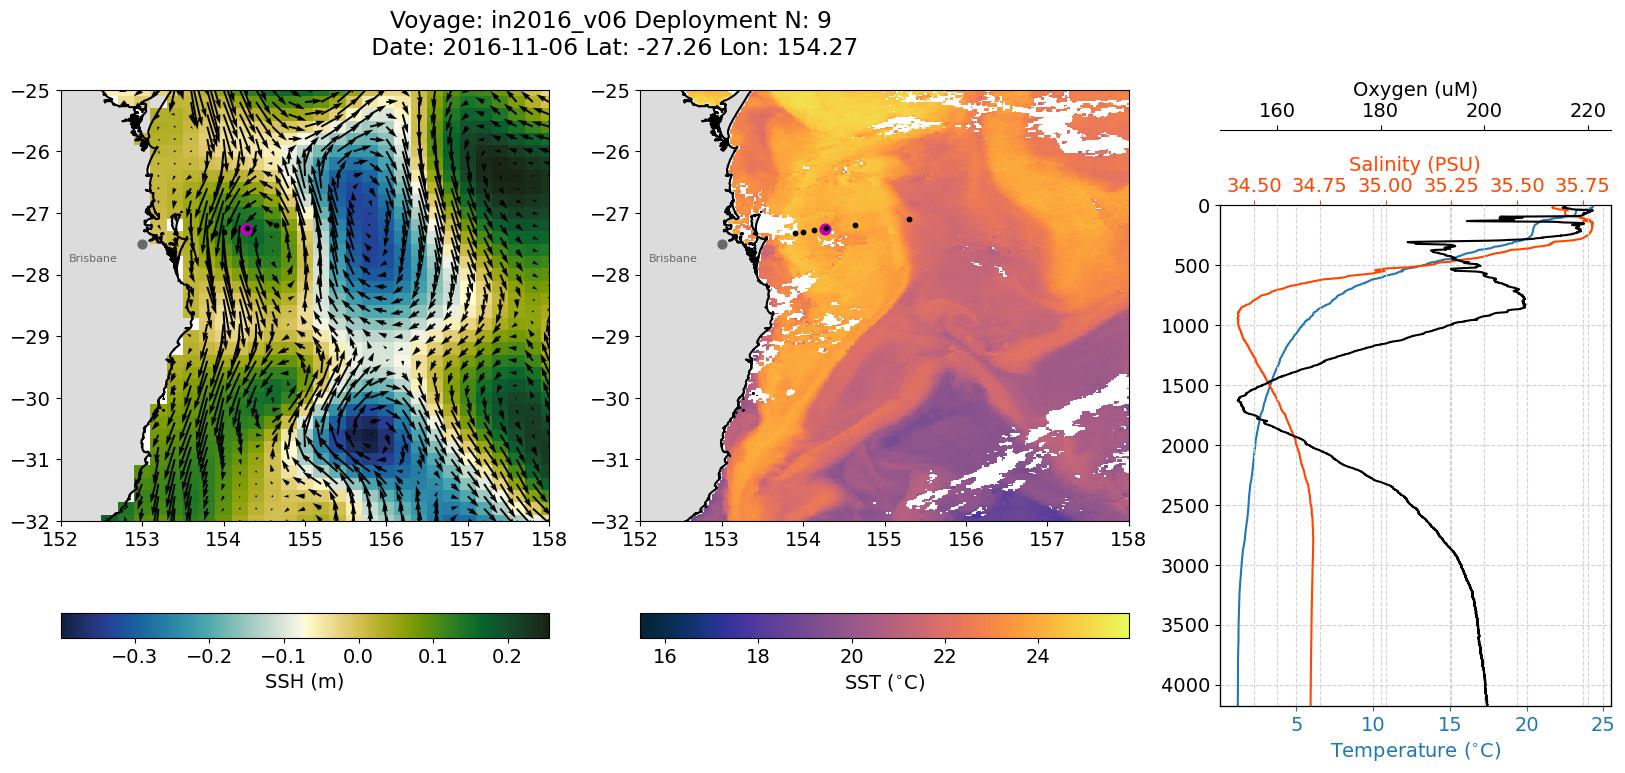 Voyage: in2016_v06 Deployment N: 9
Date: 2016-11-06 Lat: -27.26 Lon: 154.27
−25
−26
−27
−28
−29
−30
−31
−32
152 153 154 155 156 157 158
Brisbane
−0.3 −0.2 −0.1 0.0 0.1 0.2
SSH (m)
−25
−26
−27
−28
−29
−30
−31
−32
152 153 154 155 156 157 158
Brisbane
16 18 20 22 24
SST (°C)
Oxygen (uM)
160 180 200 220
Salinity (PSU)
34.50 34.75 35.00 35.25 35.50 35.75
0
500
1000
1500
2000
2500
3000
3500
4000
5 10 15 20 25
Temperature (°C)